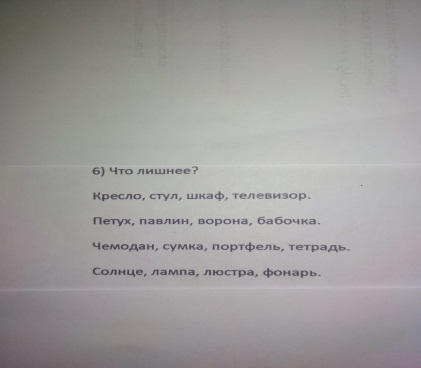 6) Что лишнее?
Кресло, стул, шкаф, телевизор.
Петух, павлин, ворона, бабочка.
Чемодан, сумка, портфель, тетрадь.
Солнце, лампа, люстра, фонарь.